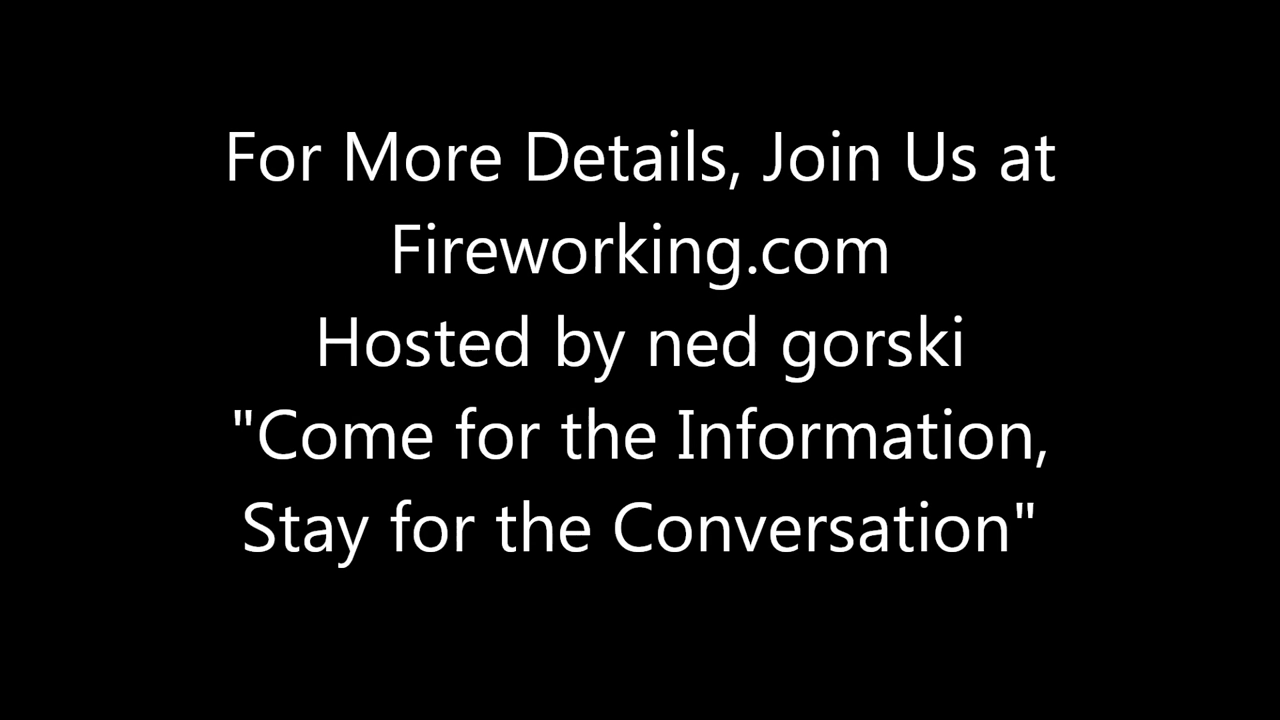 For More Details, Join Us at
Fireworking.com
Hosted by ned gorski
"Come for the Information,
Stay for the Conversation"